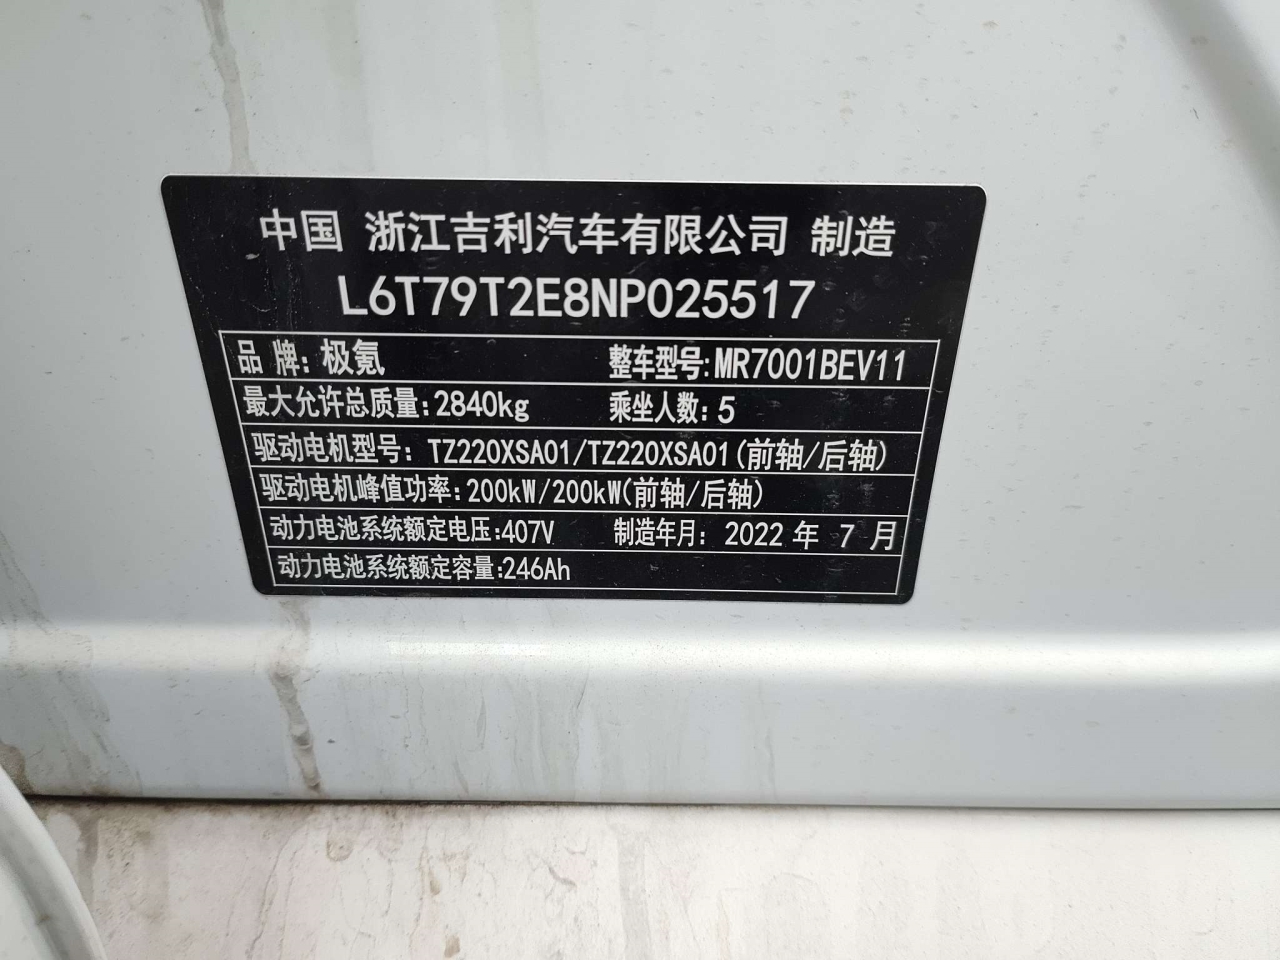 中国 浙江吉利汽车有限公司 制造
L6T79T2E8NP025517
品 牌: 极氪 整车型号:MR7001BEV11
最大允许总质量:2840kg 乘坐人数:5
驱动电机型号: TZ220XSA01/TZ220XSA01(前轴/后轴)
驱动电机峰值功率:200kW/200kW(前轴/后轴)
动力电池系统额定电压:407V 制造年月: 2022 年 7 月
动力电池系统额定容量:246Ah